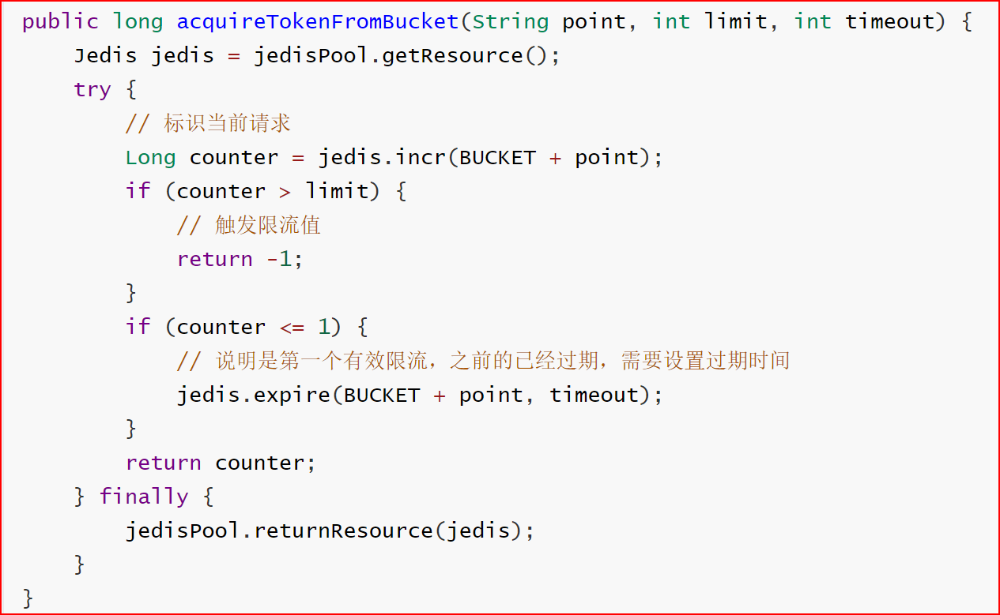 public long acquireTokenFromBucket(String point, int limit, int timeout) {
    Jedis jedis = jedisPool.getResource();
    try {
        // 标识当前请求
        Long counter = jedis.incr(BUCKET + point);
        if (counter > limit) {
            // 触发限流值
            return -1;
        }
        if (counter <= 1) {
            // 说明是第一个有效限流，之前的已经过期，需要设置过期时间
            jedis.expire(BUCKET + point, timeout);
        }
        return counter;
    } finally {
        jedisPool.returnResource(jedis);
    }
}